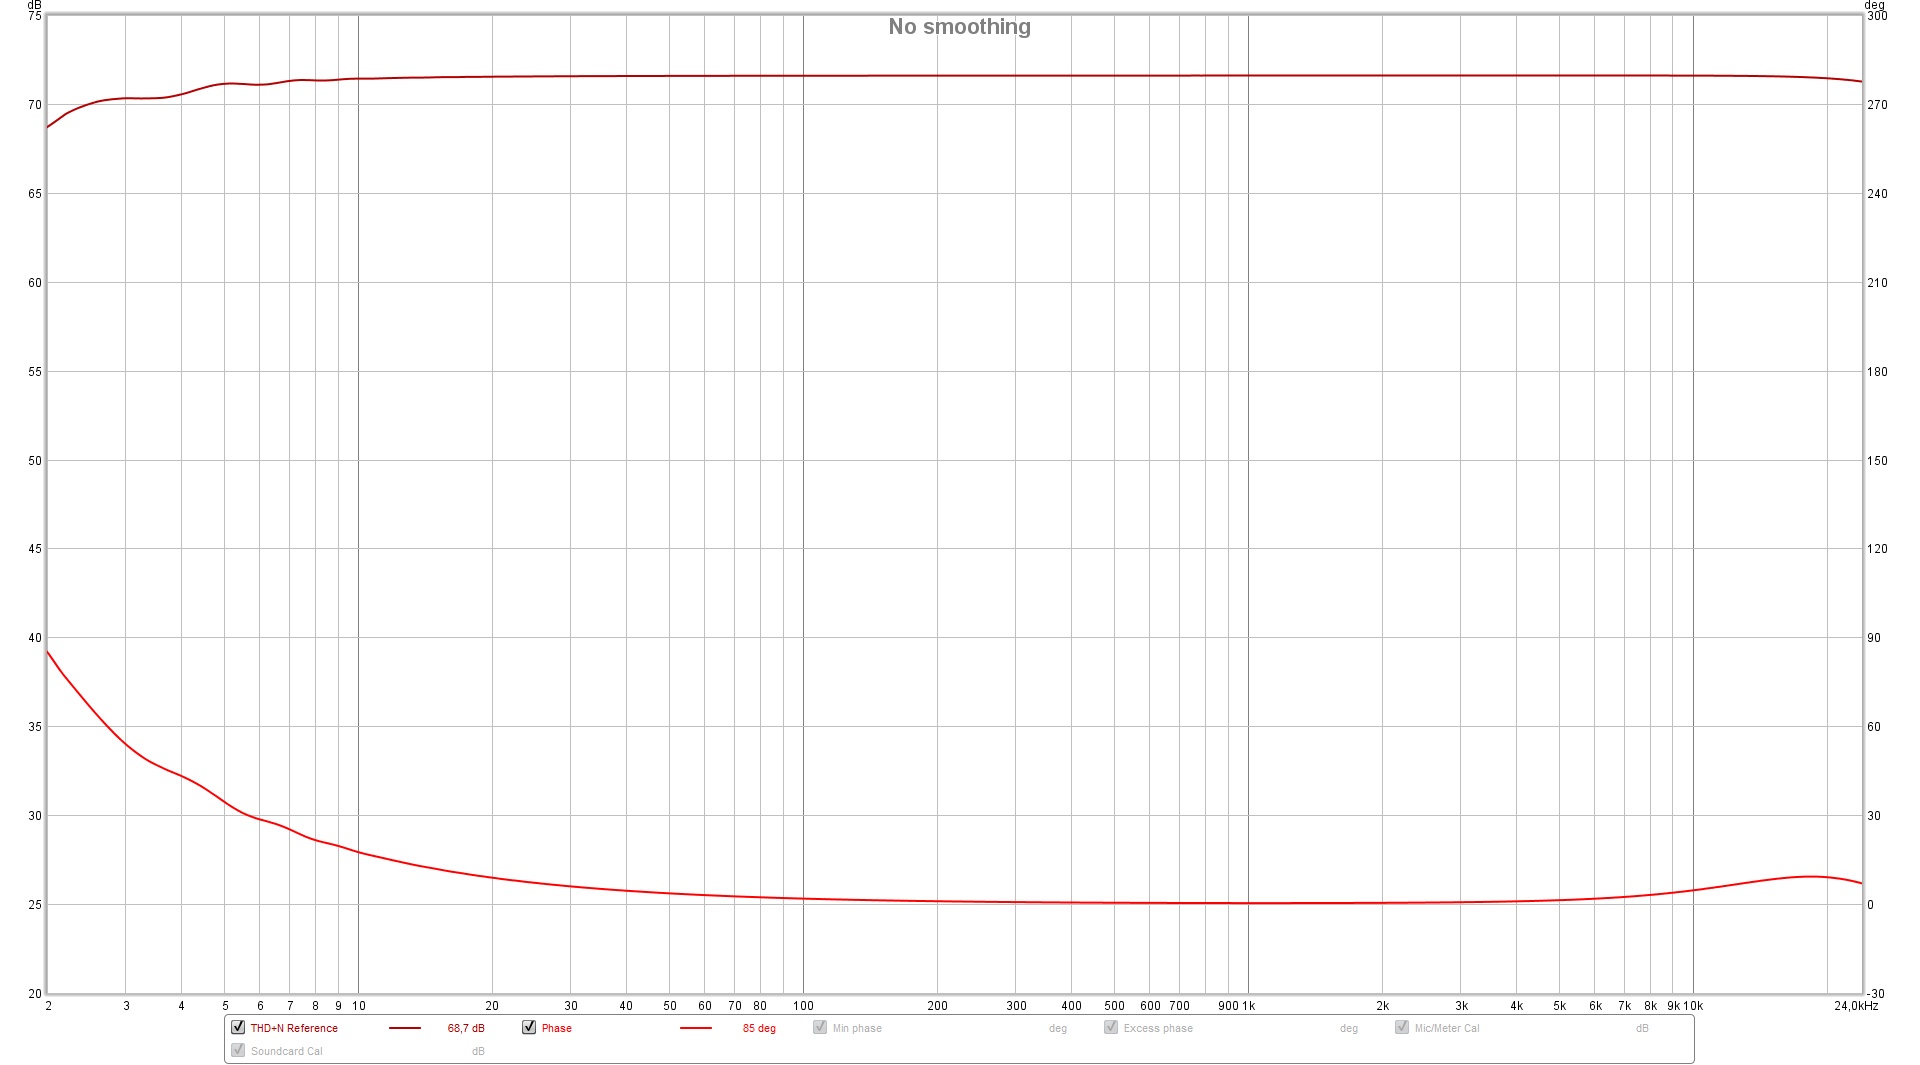 dB
deg
No smoothing
75 300
70 270
65 240
60 210
55 180
50 150
45 120
40 90
35 60
30 30
25 0
20 -30
2 3 4 5 6 7 8 9 10 20 30 40 50 60 70 80 100 200 300 400 500 600 700 900 1k 2k 3k 4k 5k 6k 7k 8k 9k 10k 24,0kHz
THD+N Reference 68,7 dB Phase 85 deg Min phase deg Excess phase deg Mic/Meter Cal dB
Soundcard Cal dB